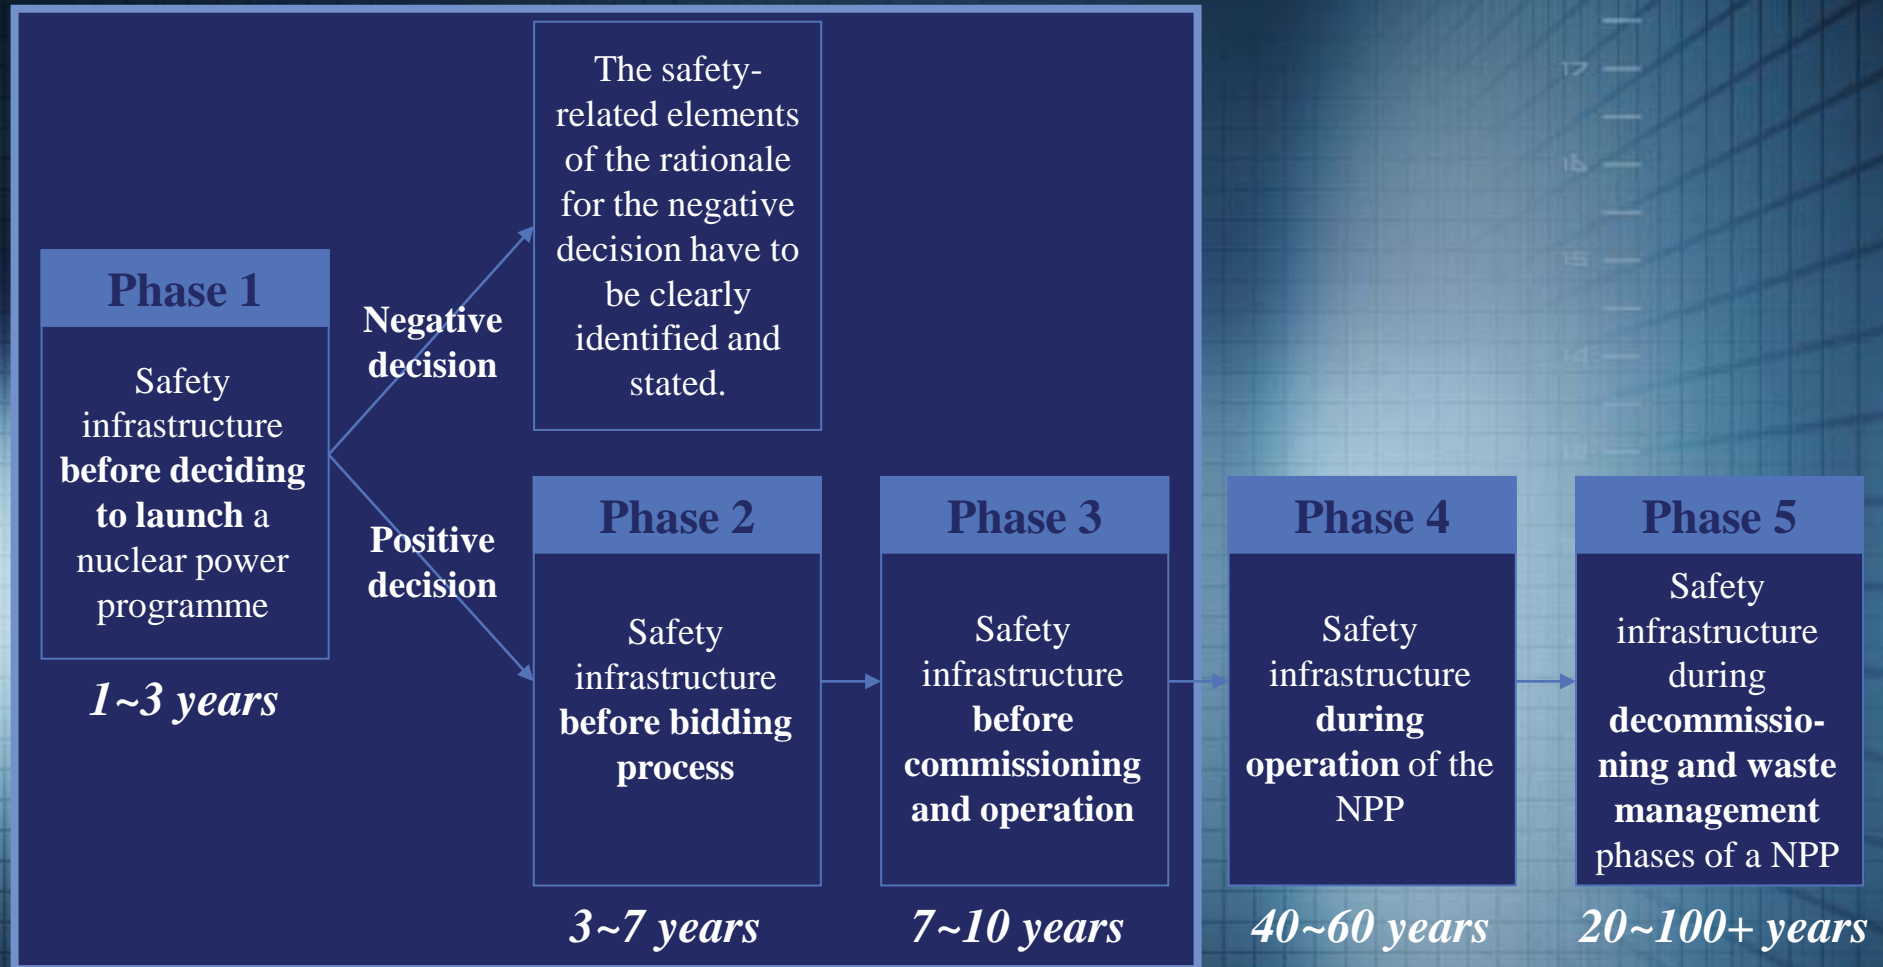 The safety-
related elements
of the rationale
for the negative
decision have to
be clearly
identified and
stated.
Phase 1
Safety
infrastructure
before deciding
to launch a
nuclear power
programme
1~3 years
Negative
decision
Positive
decision
Phase 2
Safety
infrastructure
before bidding
process
3~7 years
Phase 3
Safety
infrastructure
before
commissioning
and operation
7~10 years
Phase 4
Safety
infrastructure
during
operation of the
NPP
40~60 years
Phase 5
Safety
infrastructure
during
decommissio-
ning and waste
management
phases of a NPP
20~100+ years
17
16
15
14